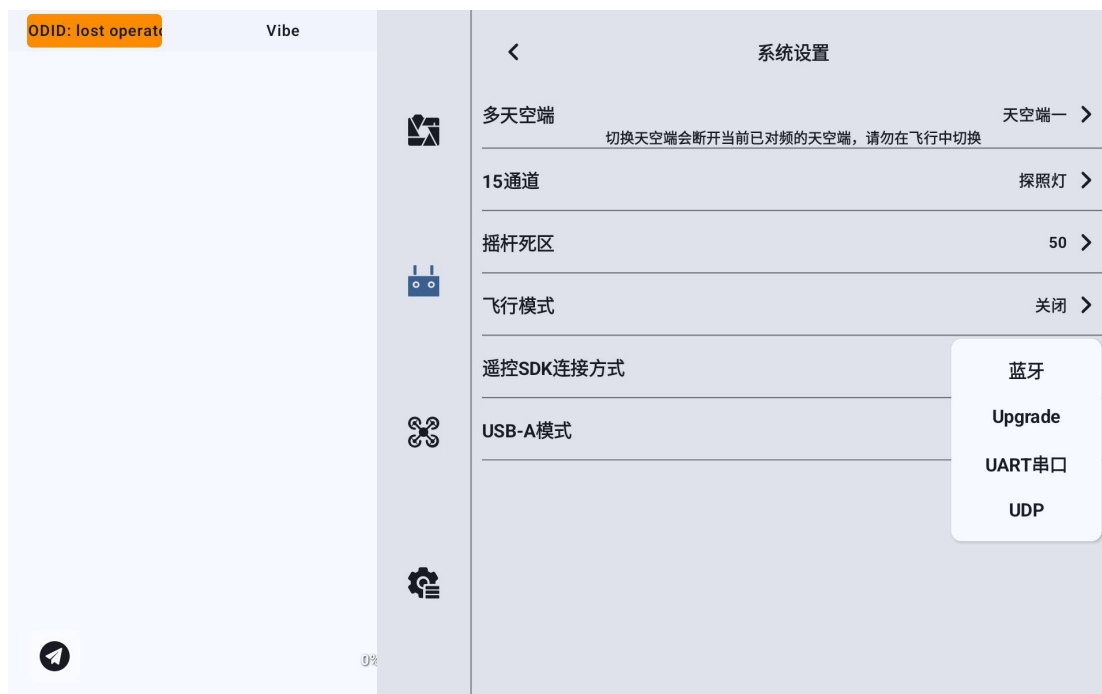 ODID: lost operat
Vibe
系统设置
多天空端
天空端一
切换天空端会断开当前已对频的天空端，请勿在飞行中切换
15通道
探照灯
摇杆死区
50
飞行模式
关闭
遥控SDK连接方式
蓝牙
Upgrade
USB-A模式
UART串口
UDP
0%